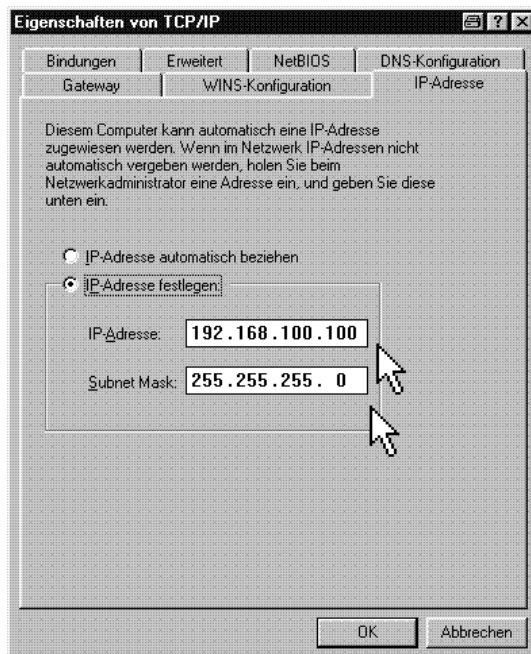 Eigenschaften von TCP/IP
Bindungen Erweitert NetBIOS DNS-Konfiguration
Gateway WINS-Konfiguration IP-Adresse
Diesem Computer kann automatisch eine IP-Adresse
zugewiesen werden. Wenn im Netzwerk IP-Adressen nicht
automatisch vergeben werden, holen Sie beim
Netzwerkadministrator eine Adresse ein, und geben Sie diese
unten ein.
IP-Adresse automatisch beziehen
IP-Adresse festlegen:
IP-Adresse: 192.168.100.100
Subnet Mask: 255.255.255. 0
OK Abbrechen